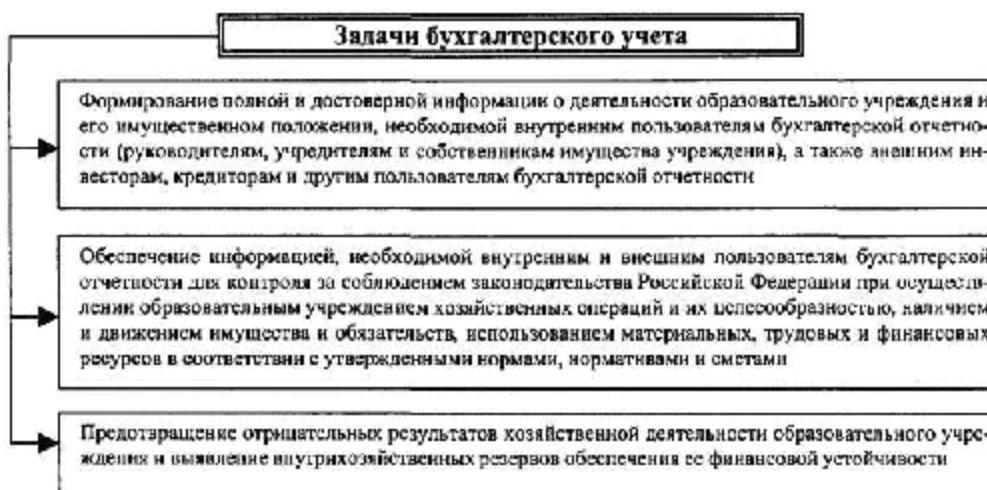 Задачи бухгалтерского учета
Формирование полной и достоверной информации о деятельности образовательного учреждения и
его имущественном положении, необходимой внутренним пользователям бухгалтерской отчетно-
сти (руководителям, учредителям и собственникам имущества учреждения), а также внешним ин-
весторам, кредиторам и другим пользователям бухгалтерской отчетности
Обеспечение информацией, необходимой внутренним и внешним пользователям бухгалтерской
отчетности для контроля за соблюдением законодательства Российской Федерации при осуществ-
лении образовательным учреждением хозяйственных операций и их целесообразностью, наличием
и движением имущества и обязательств, использованием материальных, трудовых и финансовых
ресурсов в соответствии с утвержденными нормами, нормативами и сметами
Предотвращение отрицательных результатов хозяйственной деятельности образовательного учре-
ждения и выявление внутрихозяйственных резервов обеспечения ее финансовой устойчивости